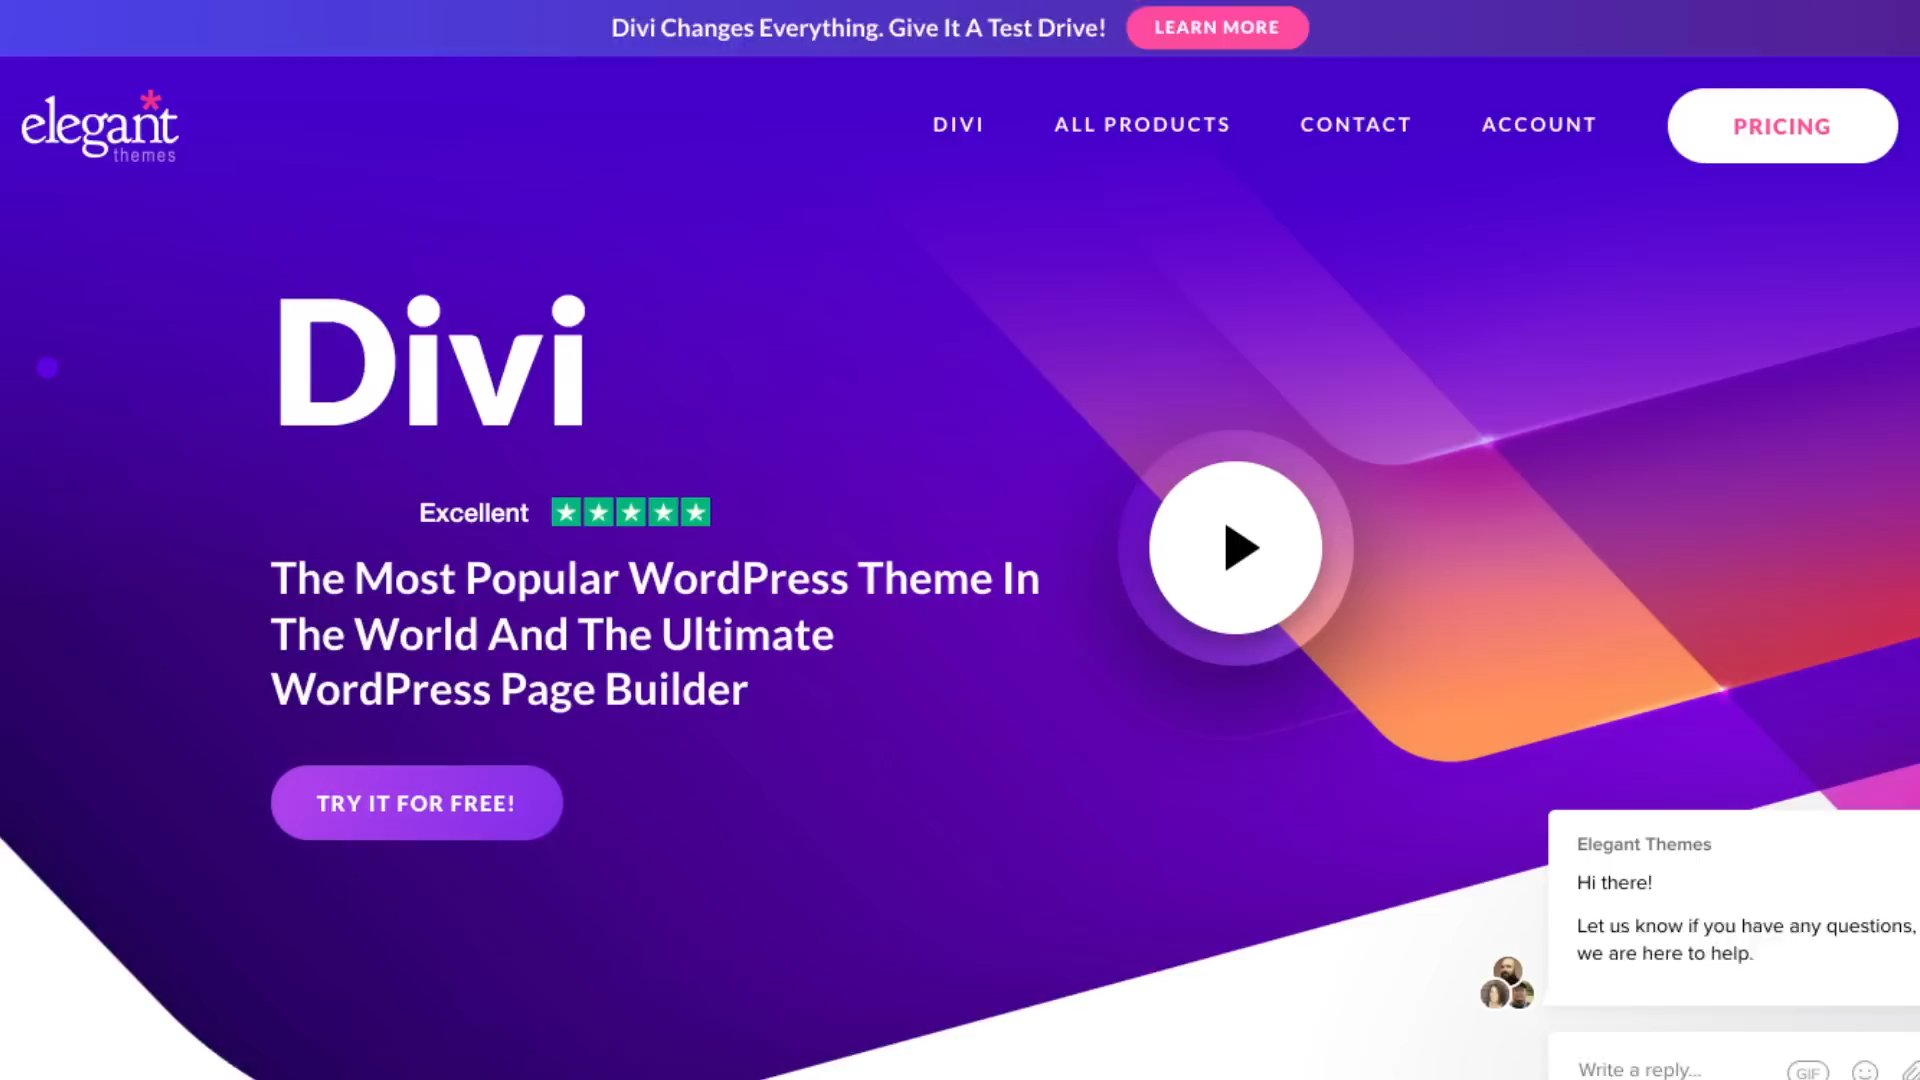 Divi Changes Everything. Give It A Test Drive!
LEARN MORE
elegant
themes
DIVI
ALL PRODUCTS
CONTACT
ACCOUNT
PRICING
Divi
Excellent
The Most Popular WordPress Theme In
The World And The Ultimate
WordPress Page Builder
TRY IT FOR FREE!
Elegant Themes
Hi there!
Let us know if you have any questions,
we are here to help.
Write a reply...
GIF